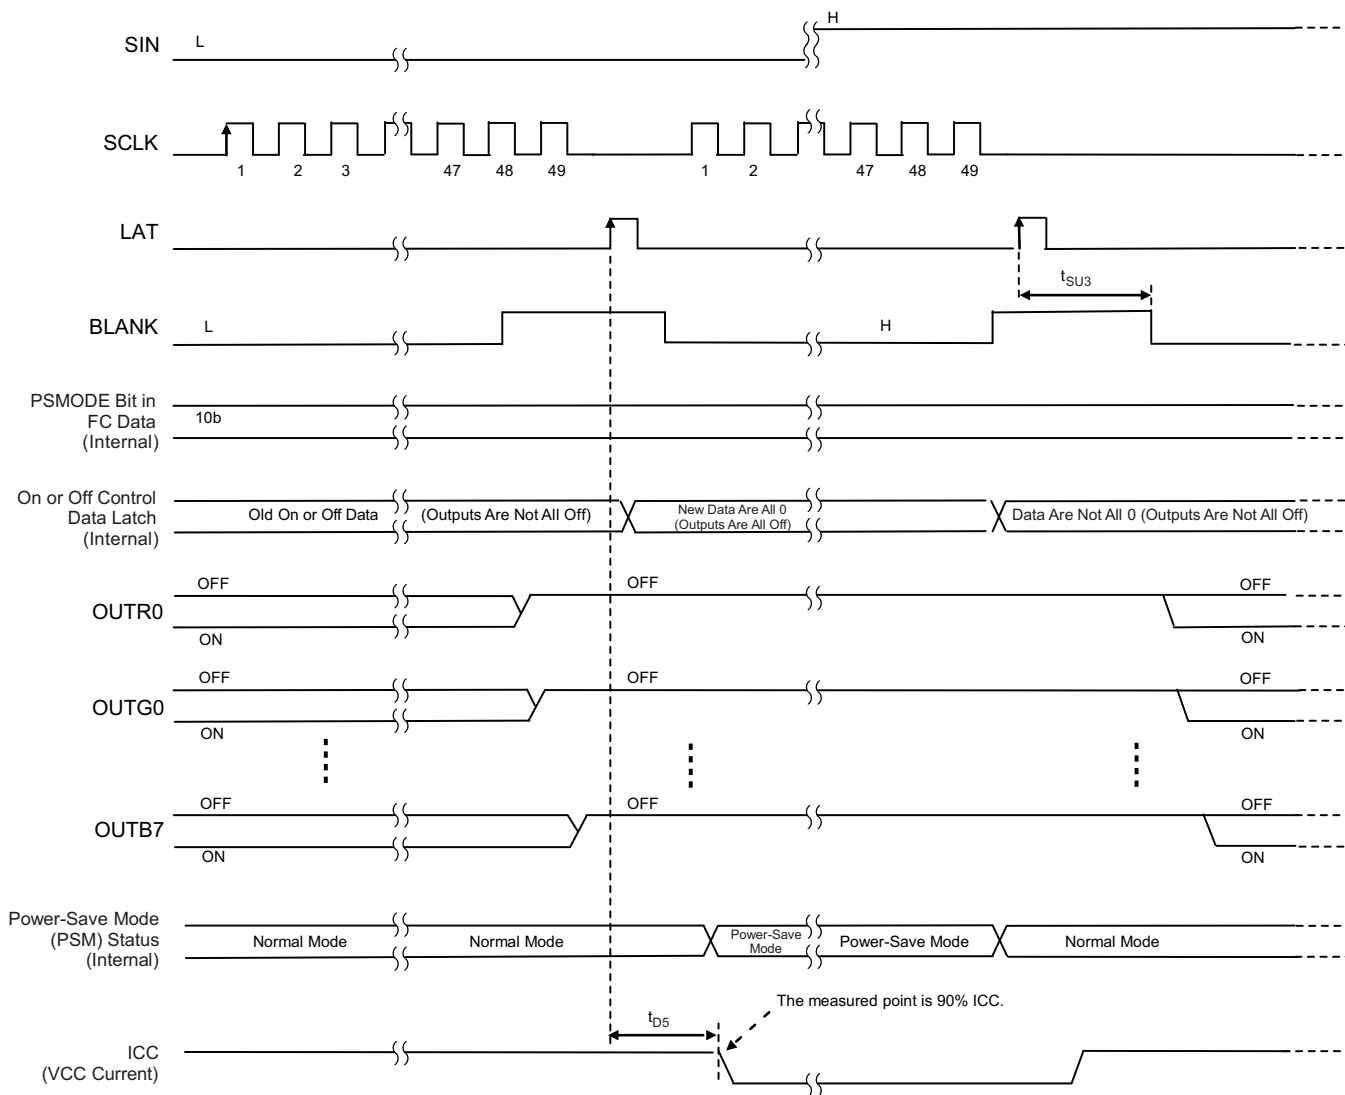 SIN
L
H
SCLK
1 2 3 47 48 49 1 2 47 48 49
LAT
tSU3
BLANK
L
H
PSMODE Bit in
FC Data
(Internal)
10b
On or Off Control
Data Latch
(Internal)
Old On or Off Data
(Outputs Are Not All Off)
New Data Are All 0
(Outputs Are All Off)
Data Are Not All 0 (Outputs Are Not All Off)
OUTR0
OFF
ON
OFF
OFF
ON
OUTG0
OFF
ON
OFF
OFF
ON
OUTB7
OFF
ON
OFF
OFF
ON
Power-Save Mode
(PSM) Status
(Internal)
Normal Mode
Normal Mode
Power-Save
Mode
Power-Save Mode
Normal Mode
The measured point is 90% ICC.
tD5
ICC
(VCC Current)